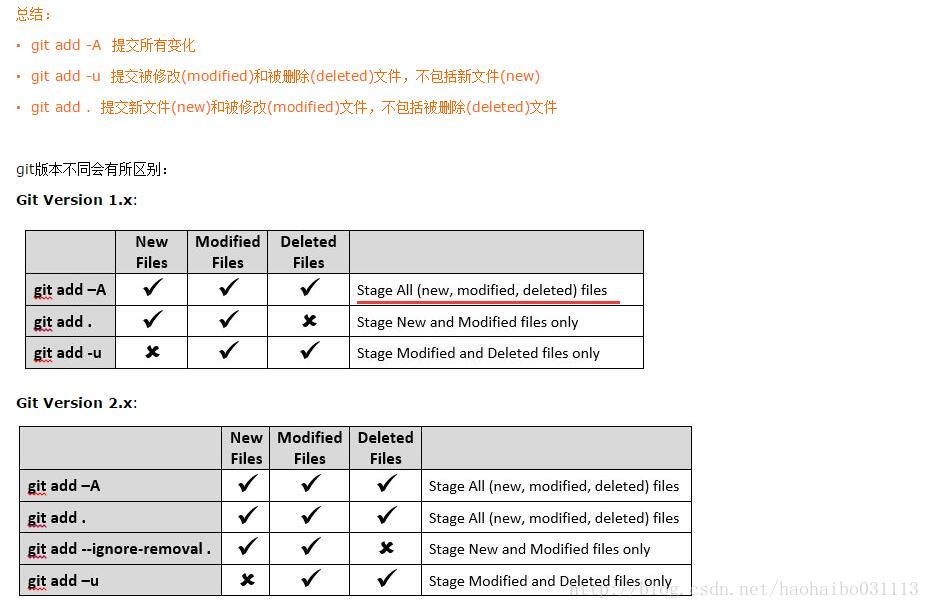 总结：
• git add -A 提交所有变化
• git add -u 提交被修改(modified)和被删除(deleted)文件，不包括新文件(new)
• git add . 提交新文件(new)和被修改(modified)文件，不包括被删除(deleted)文件
git版本不同会有所区别：
Git Version 1.x:
New Files Modified Files Deleted Files
git add –A ✓ ✓ ✓ Stage All (new, modified, deleted) files
git add . ✓ ✓ ✖ Stage New and Modified files only
git add -u ✖ ✓ ✓ Stage Modified and Deleted files only
Git Version 2.x:
New Files Modified Files Deleted Files
git add –A ✓ ✓ ✓ Stage All (new, modified, deleted) files
git add . ✓ ✓ ✓ Stage All (new, modified, deleted) files
git add --ignore-removal . ✓ ✓ ✖ Stage New and Modified files only
git add –u ✖ ✓ ✓ Stage Modified and Deleted files only
http://blog.csdn.net/haohaibo031113